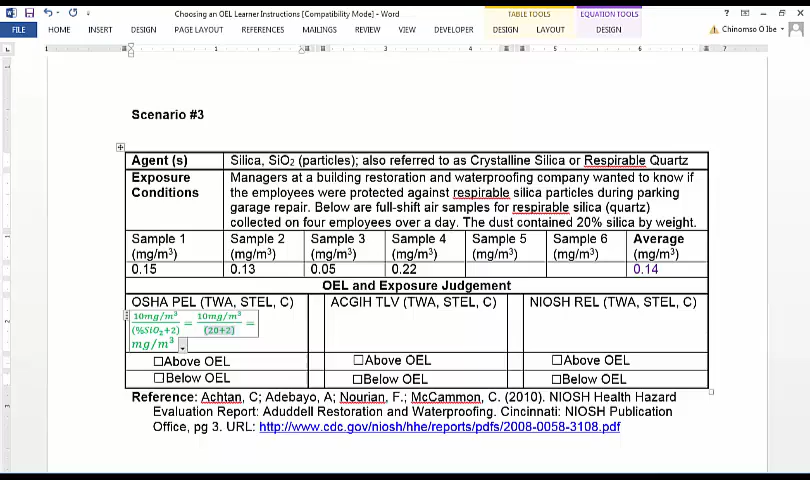 Choosing an OEL Learner Instructions [Compatibility Mode] - Word
TABLE TOOLS
EQUATION TOOLS
FILE
HOME
INSERT
DESIGN
PAGE LAYOUT
REFERENCES
MAILINGS
REVIEW
VIEW
DEVELOPER
DESIGN
LAYOUT
DESIGN
Chinomso O Ibe
Scenario #3
Agent (s)
Silica, SiO₂ (particles); also referred to as Crystalline Silica or Respirable Quartz
Exposure
Conditions
Managers at a building restoration and waterproofing company wanted to know if
the employees were protected against respirable silica particles during parking
garage repair. Below are full-shift air samples for respirable silica (quartz)
collected on four employees over a day. The dust contained 20% silica by weight.
Sample 1
(mg/m³)
Sample 2
(mg/m³)
Sample 3
(mg/m³)
Sample 4
(mg/m³)
Sample 5
(mg/m³)
Sample 6
(mg/m³)
Average
(mg/m³)
0.15
0.13
0.05
0.22
0.14
OEL and Exposure Judgement
OSHA PEL (TWA, STEL, C)
ACGIH TLV (TWA, STEL, C)
NIOSH REL (TWA, STEL, C)
10mg/m³/(%SiO₂+2) = 10mg/m³/(20+2) =
mg/m³
☐Above OEL
☐Above OEL
☐Above OEL
☐Below OEL
☐Below OEL
☐Below OEL
Reference: Achtan, C; Adebayo, A; Nourian, F.; McCammon, C. (2010). NIOSH Health Hazard
Evaluation Report: Aduddell Restoration and Waterproofing. Cincinnati: NIOSH Publication
Office, pg 3. URL: http://www.cdc.gov/niosh/hhe/reports/pdfs/2008-0058-3108.pdf